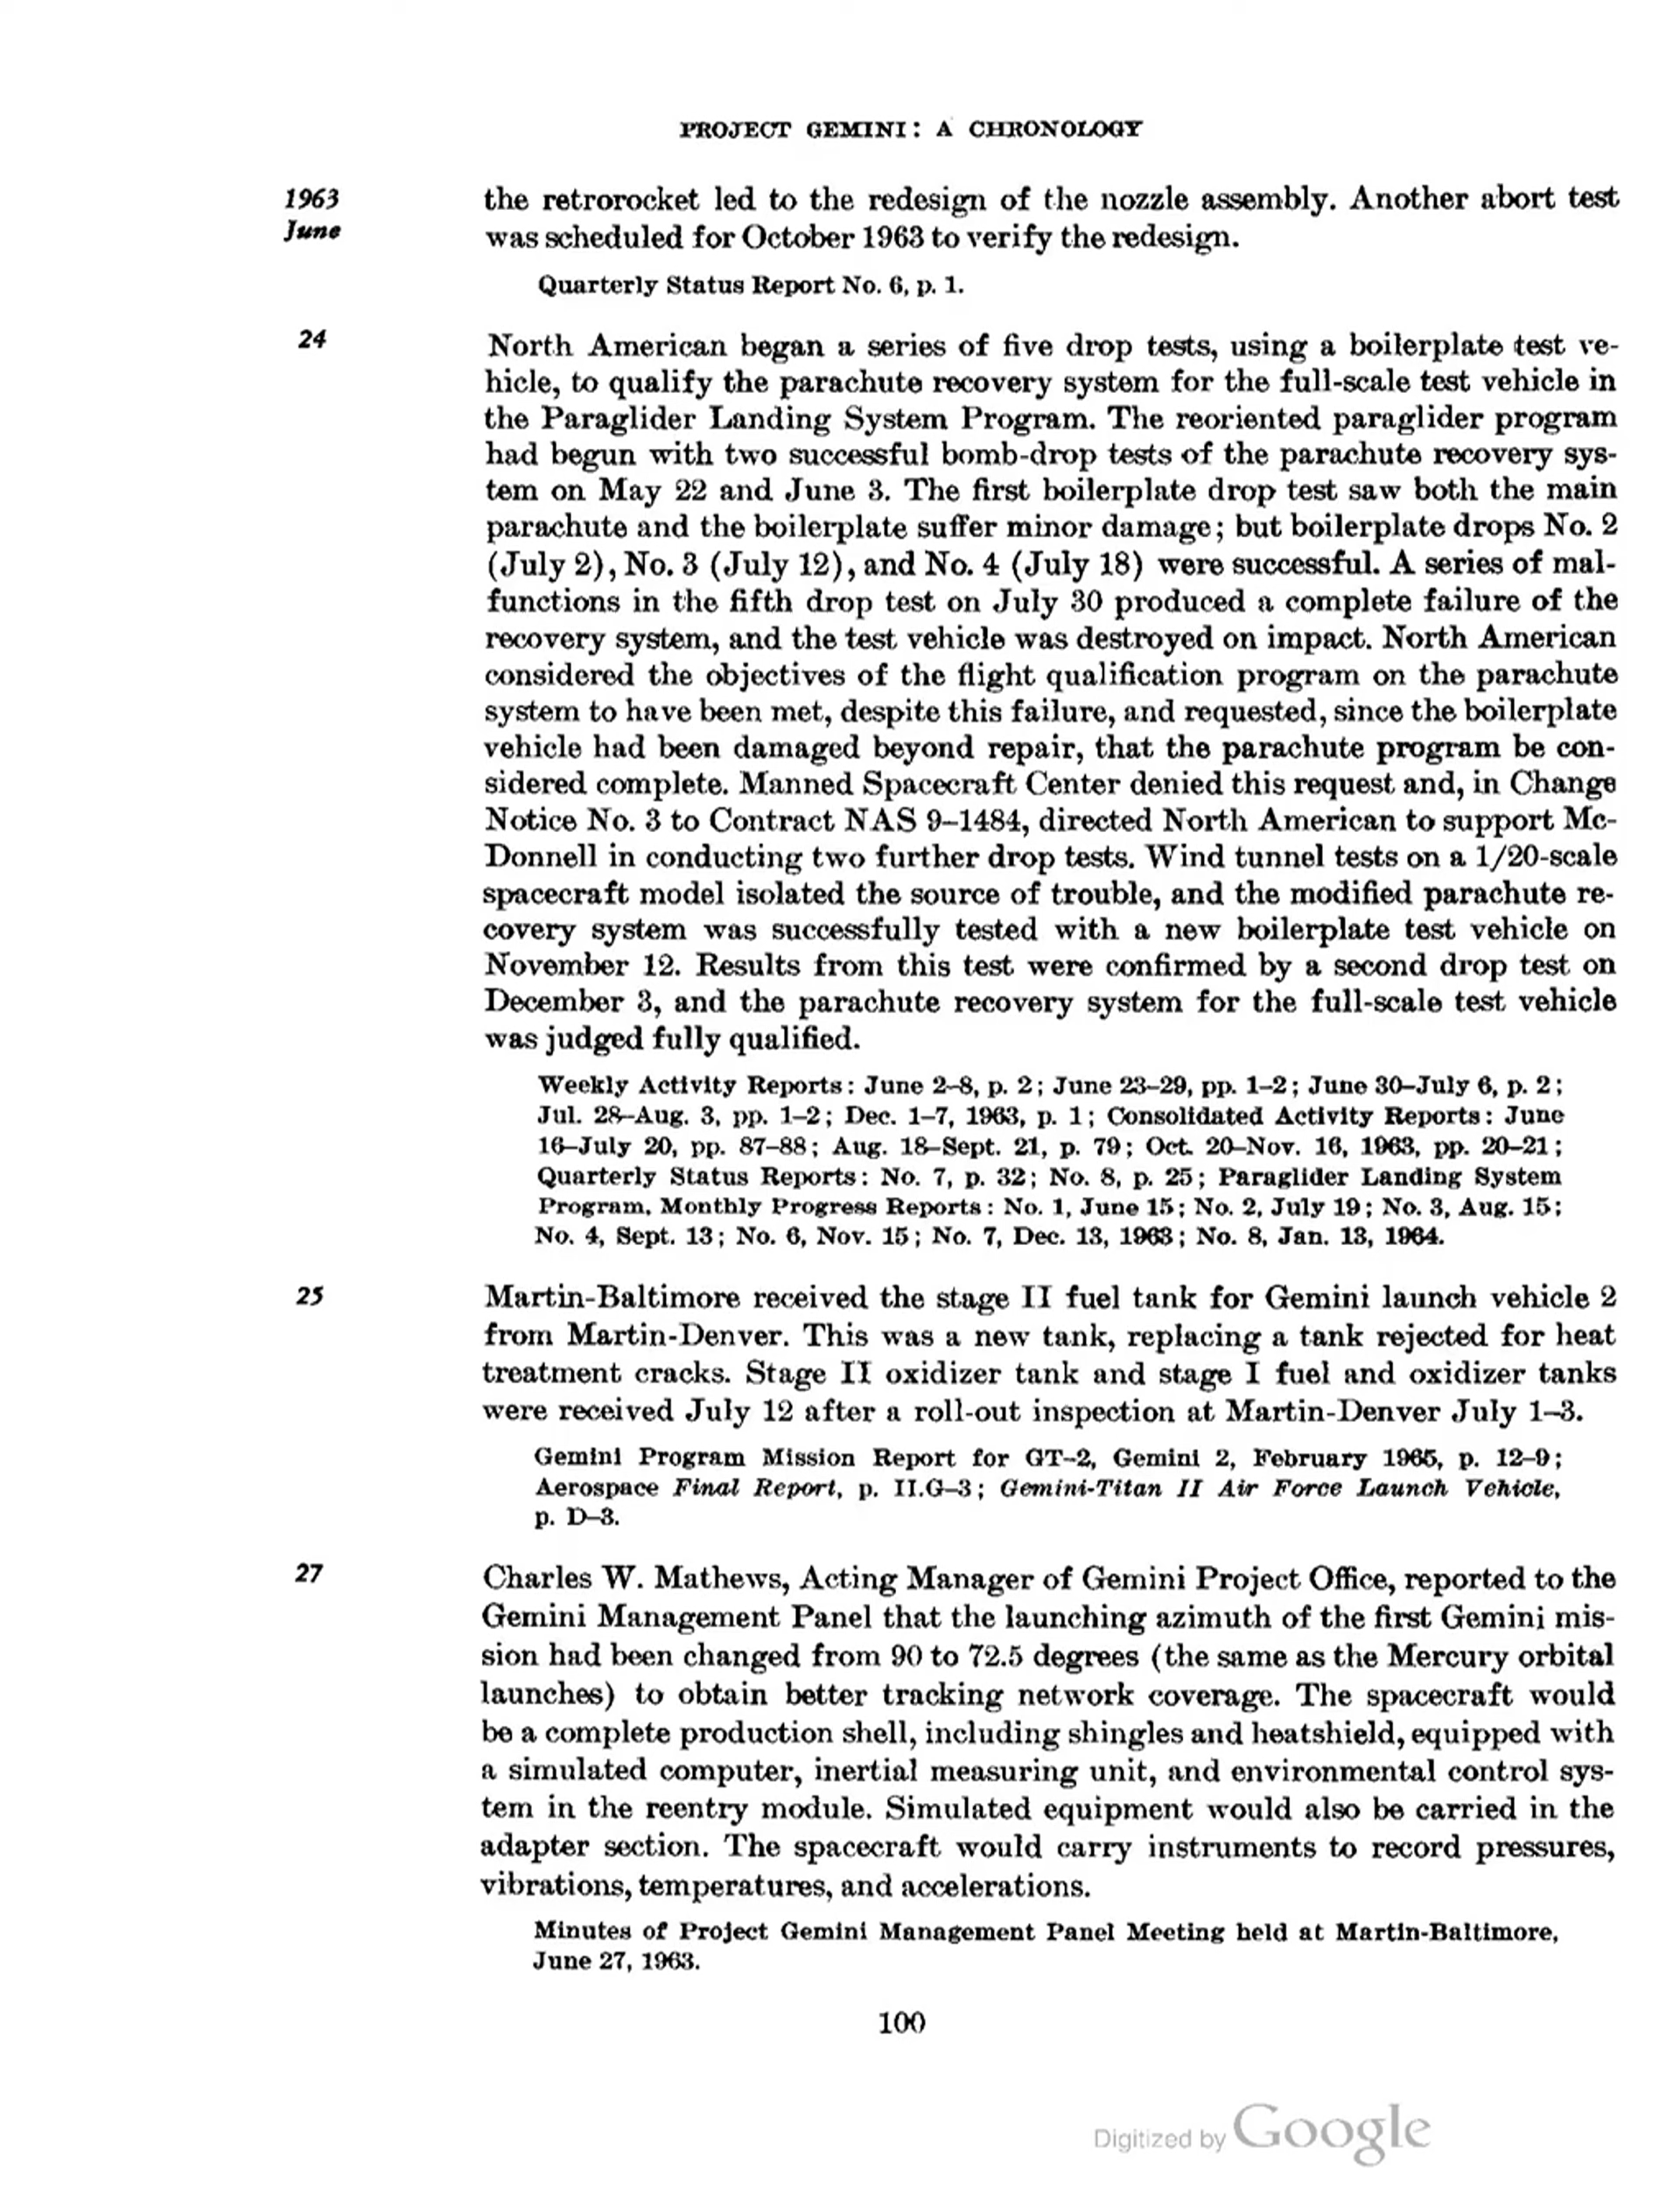 PROJECT GEMINI: A CHRONOLOGY
1963
June
the retrorocket led to the redesign of the nozzle assembly. Another abort test
was scheduled for October 1963 to verify the redesign.
Quarterly Status Report No. 6, p. 1.
24
North American began a series of five drop tests, using a boilerplate test ve-
hicle, to qualify the parachute recovery system for the full-scale test vehicle in
the Paraglider Landing System Program. The reoriented paraglider program
had begun with two successful bomb-drop tests of the parachute recovery sys-
tem on May 22 and June 3. The first boilerplate drop test saw both the main
parachute and the boilerplate suffer minor damage; but boilerplate drops No. 2
(July 2), No. 3 (July 12), and No. 4 (July 18) were successful. A series of mal-
functions in the fifth drop test on July 30 produced a complete failure of the
recovery system, and the test vehicle was destroyed on impact. North American
considered the objectives of the flight qualification program on the parachute
system to have been met, despite this failure, and requested, since the boilerplate
vehicle had been damaged beyond repair, that the parachute program be con-
sidered complete. Manned Spacecraft Center denied this request and, in Change
Notice No. 3 to Contract NAS 9–1484, directed North American to support Mc-
Donnell in conducting two further drop tests. Wind tunnel tests on a 1/20-scale
spacecraft model isolated the source of trouble, and the modified parachute re-
covery system was successfully tested with a new boilerplate test vehicle on
November 12. Results from this test were confirmed by a second drop test on
December 3, and the parachute recovery system for the full-scale test vehicle
was judged fully qualified.
Weekly Activity Reports: June 2–8, p. 2; June 23–29, pp. 1–2; June 30–July 6, p. 2;
Jul. 28–Aug. 3, pp. 1–2; Dec. 1–7, 1963, p. 1; Consolidated Activity Reports: June
16–July 20, pp. 87–88; Aug. 18–Sept. 21, p. 79; Oct. 20–Nov. 16, 1963, pp. 20–21;
Quarterly Status Reports: No. 7, p. 32; No. 8, p. 25; Paraglider Landing System
Program, Monthly Progress Reports: No. 1, June 15; No. 2, July 19; No. 3, Aug. 15;
No. 4, Sept. 13; No. 6, Nov. 15; No. 7, Dec. 13, 1963; No. 8, Jan. 13, 1964.
25
Martin-Baltimore received the stage II fuel tank for Gemini launch vehicle 2
from Martin-Denver. This was a new tank, replacing a tank rejected for heat
treatment cracks. Stage II oxidizer tank and stage I fuel and oxidizer tanks
were received July 12 after a roll-out inspection at Martin-Denver July 1–3.
Gemini Program Mission Report for GT–2, Gemini 2, February 1965, p. 12–9;
Aerospace Final Report, p. II.G–3; Gemini-Titan II Air Force Launch Vehicle,
p. D–3.
27
Charles W. Mathews, Acting Manager of Gemini Project Office, reported to the
Gemini Management Panel that the launching azimuth of the first Gemini mis-
sion had been changed from 90 to 72.5 degrees (the same as the Mercury orbital
launches) to obtain better tracking network coverage. The spacecraft would
be a complete production shell, including shingles and heatshield, equipped with
a simulated computer, inertial measuring unit, and environmental control sys-
tem in the reentry module. Simulated equipment would also be carried in the
adapter section. The spacecraft would carry instruments to record pressures,
vibrations, temperatures, and accelerations.
Minutes of Project Gemini Management Panel Meeting held at Martin-Baltimore,
June 27, 1963.
100
Digitized by Google